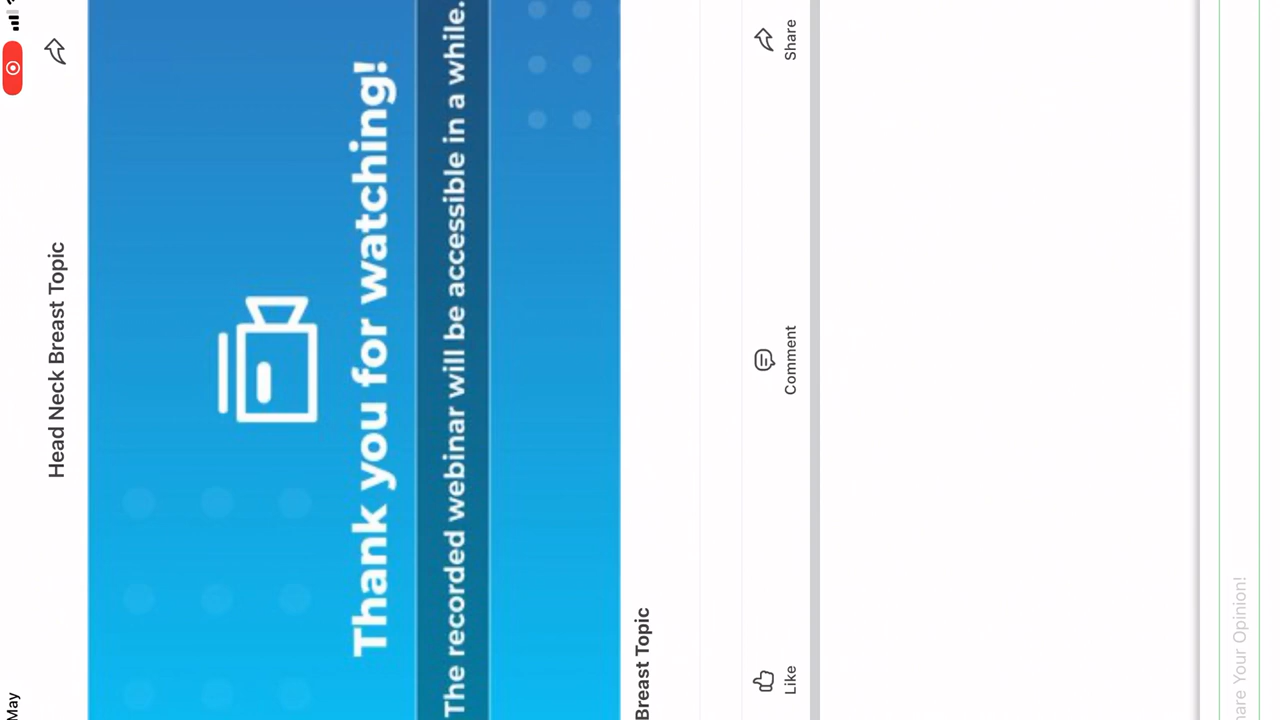 May
Head Neck Breast Topic
Thank you for watching!
The recorded webinar will be accessible in a while.
Breast Topic
Like
Comment
Share
Your Opinion!